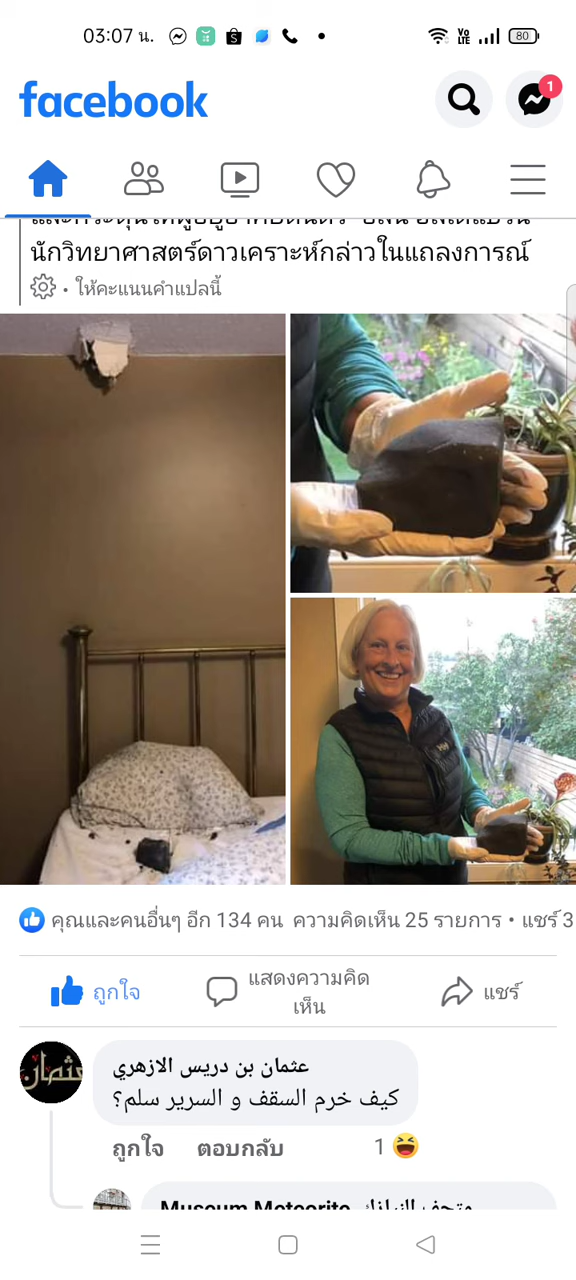 03:07 น.
VO LTE
80
facebook
1
นักวิทยาศาสตร์ดาวเคราะห์กล่าวในแถลงการณ์
• ให้คะแนนคำแปลนี้
HH
คุณและคนอื่นๆ อีก 134 คน ความคิดเห็น 25 รายการ • แชร์ 3
ถูกใจ
แสดงความคิด
เห็น
แชร์
عثمان
عثمان بن دريس الازهري
كيف خرم السقف و السرير سلم؟
ถูกใจ ตอบกลับ 1
Museum Meteorite متحف النيازك